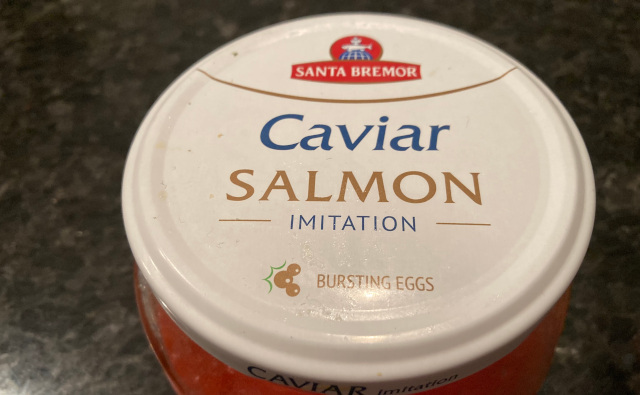 SANTA BREMOR
Caviar
SALMON
IMITATION
BURSTING EGGS
CAVIAR imitation